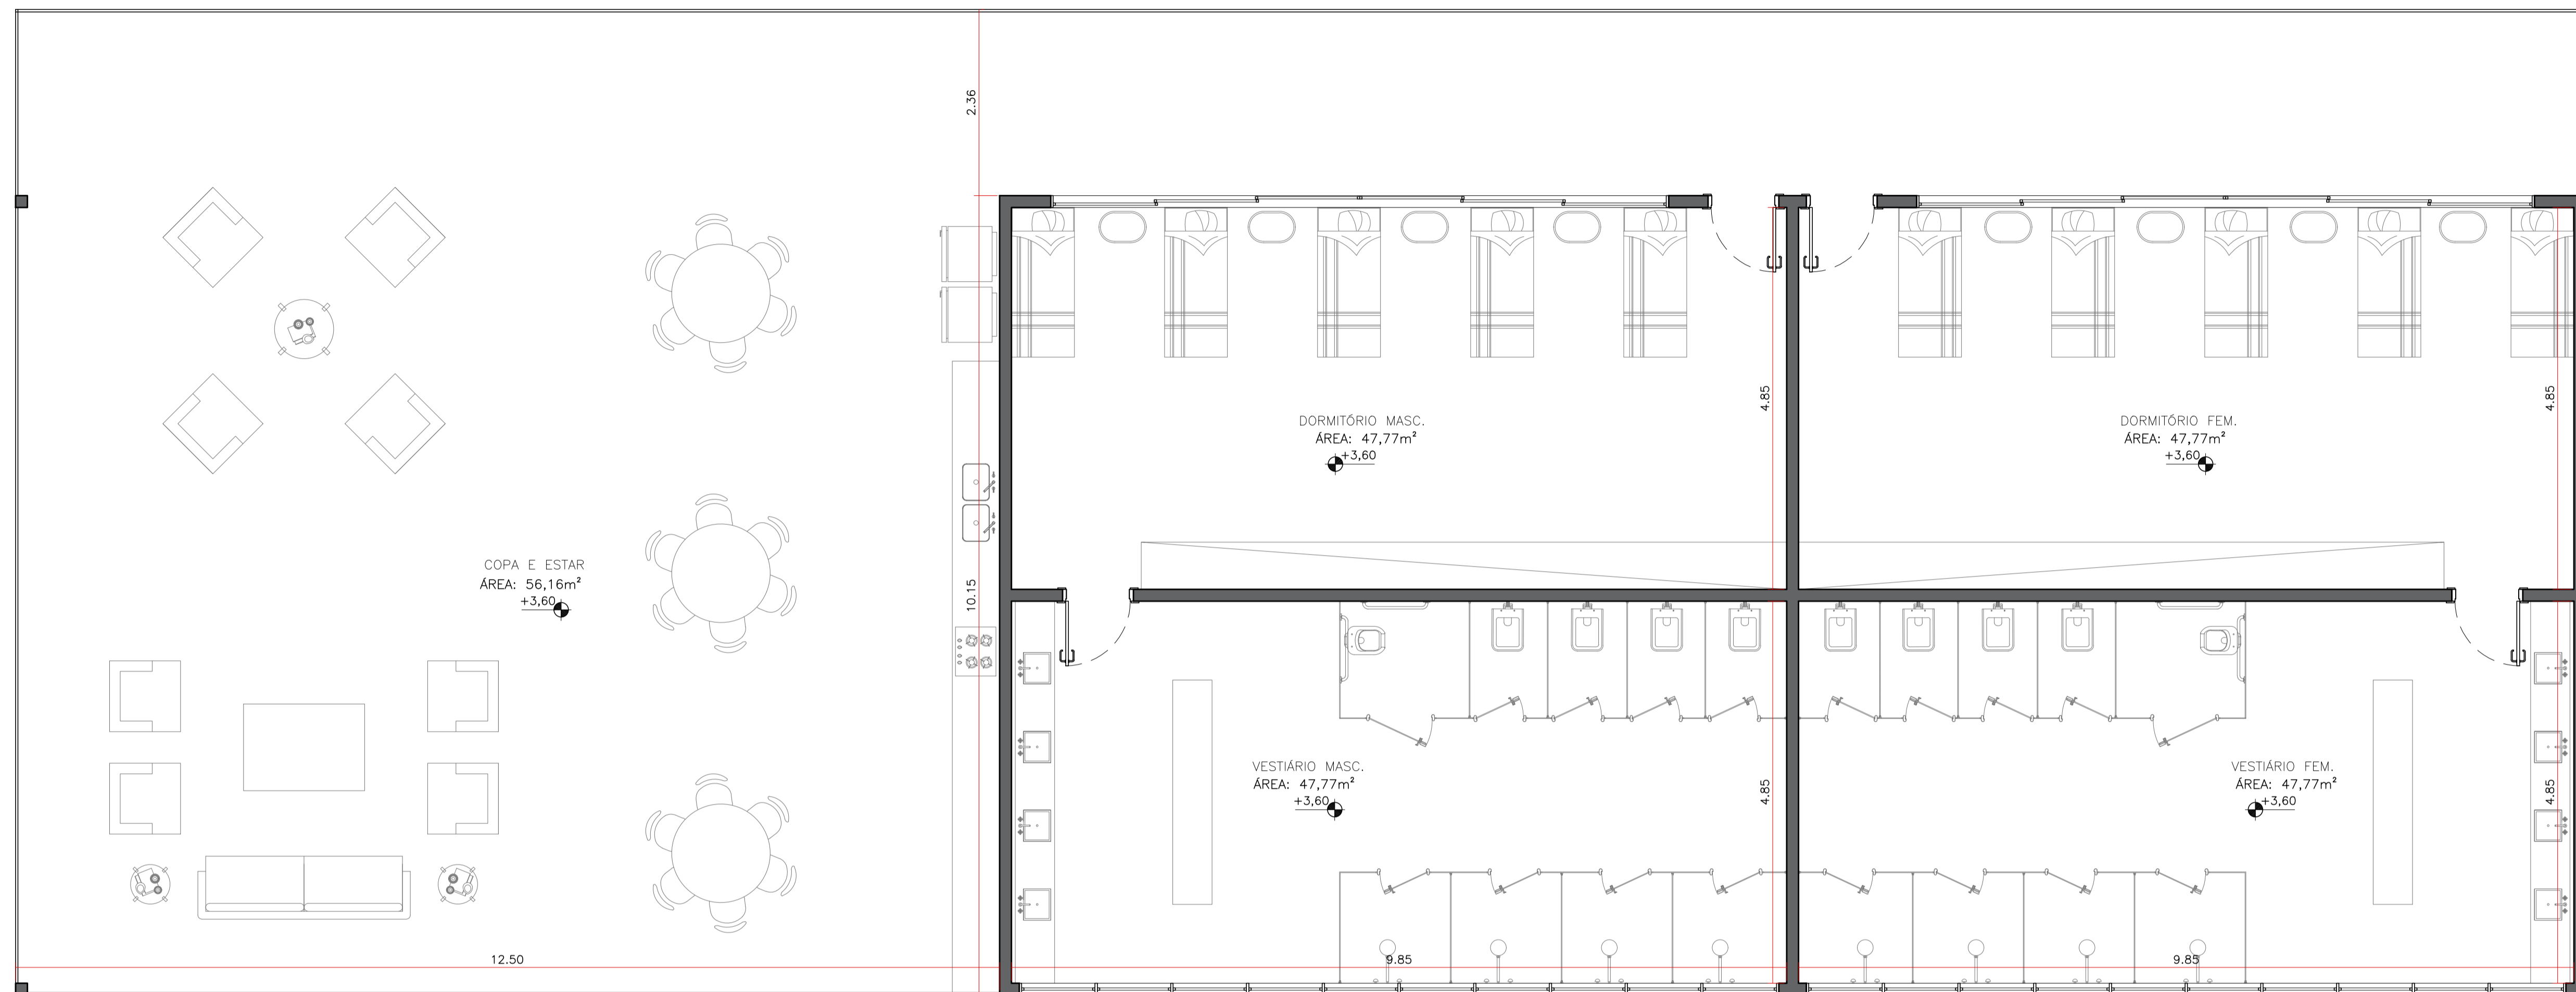 2.36
4.85
4.85
DORMITÓRIO MASC.
ÁREA: 47,77m²
+3,60
DORMITÓRIO FEM.
ÁREA: 47,77m²
+3,60
COPA E ESTAR
ÁREA: 56,16m²
+3,60
10.15
VESTIÁRIO MASC.
ÁREA: 47,77m²
+3,60
4.85
VESTIÁRIO FEM.
ÁREA: 47,77m²
+3,60
4.85
12.50
9.85
9.85